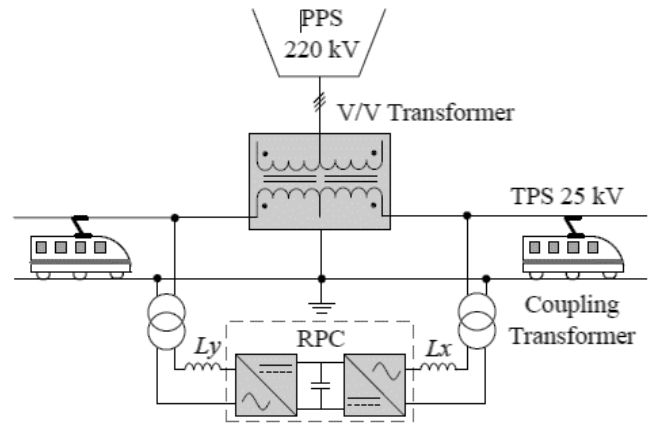 PPS
220 kV
V/V Transformer
TPS 25 kV
Coupling
Transformer
RPC
Ly
Lx